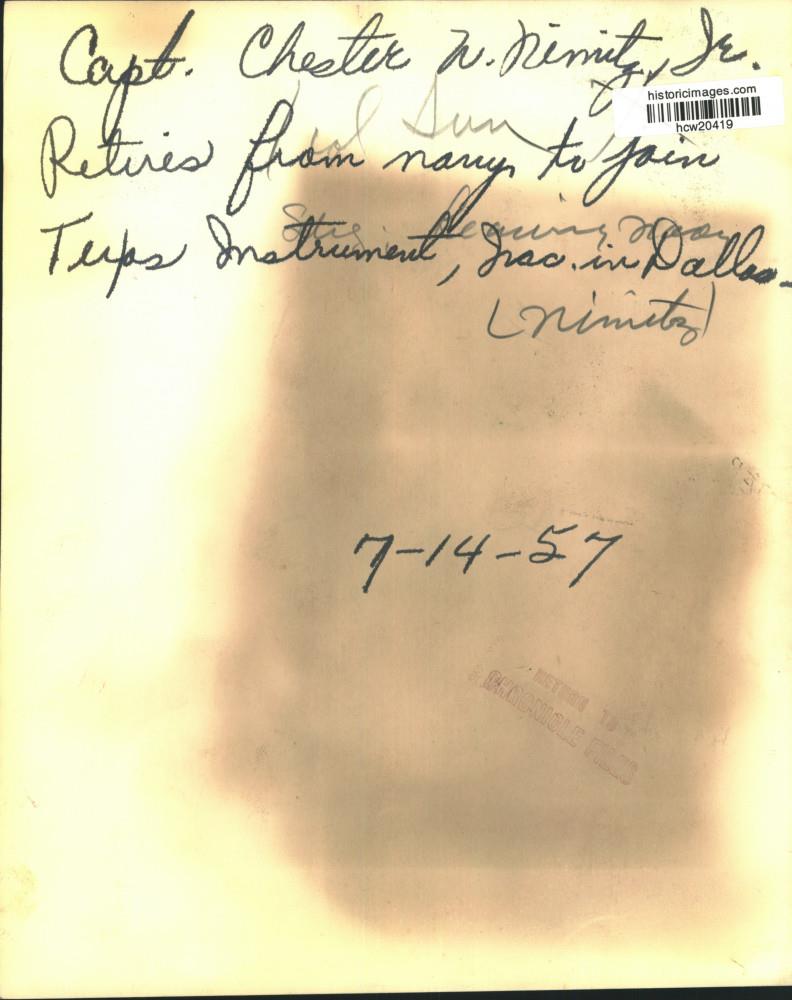 Capt. Chester W. Nimitz, Jr.
historicimages.com
hcw20419
Sun
Retires from navy to join
Texas Instrument, Inc. in Dallas-
(Nimitz)
7-14-57
RETURN TO
CHRONICLE FILES